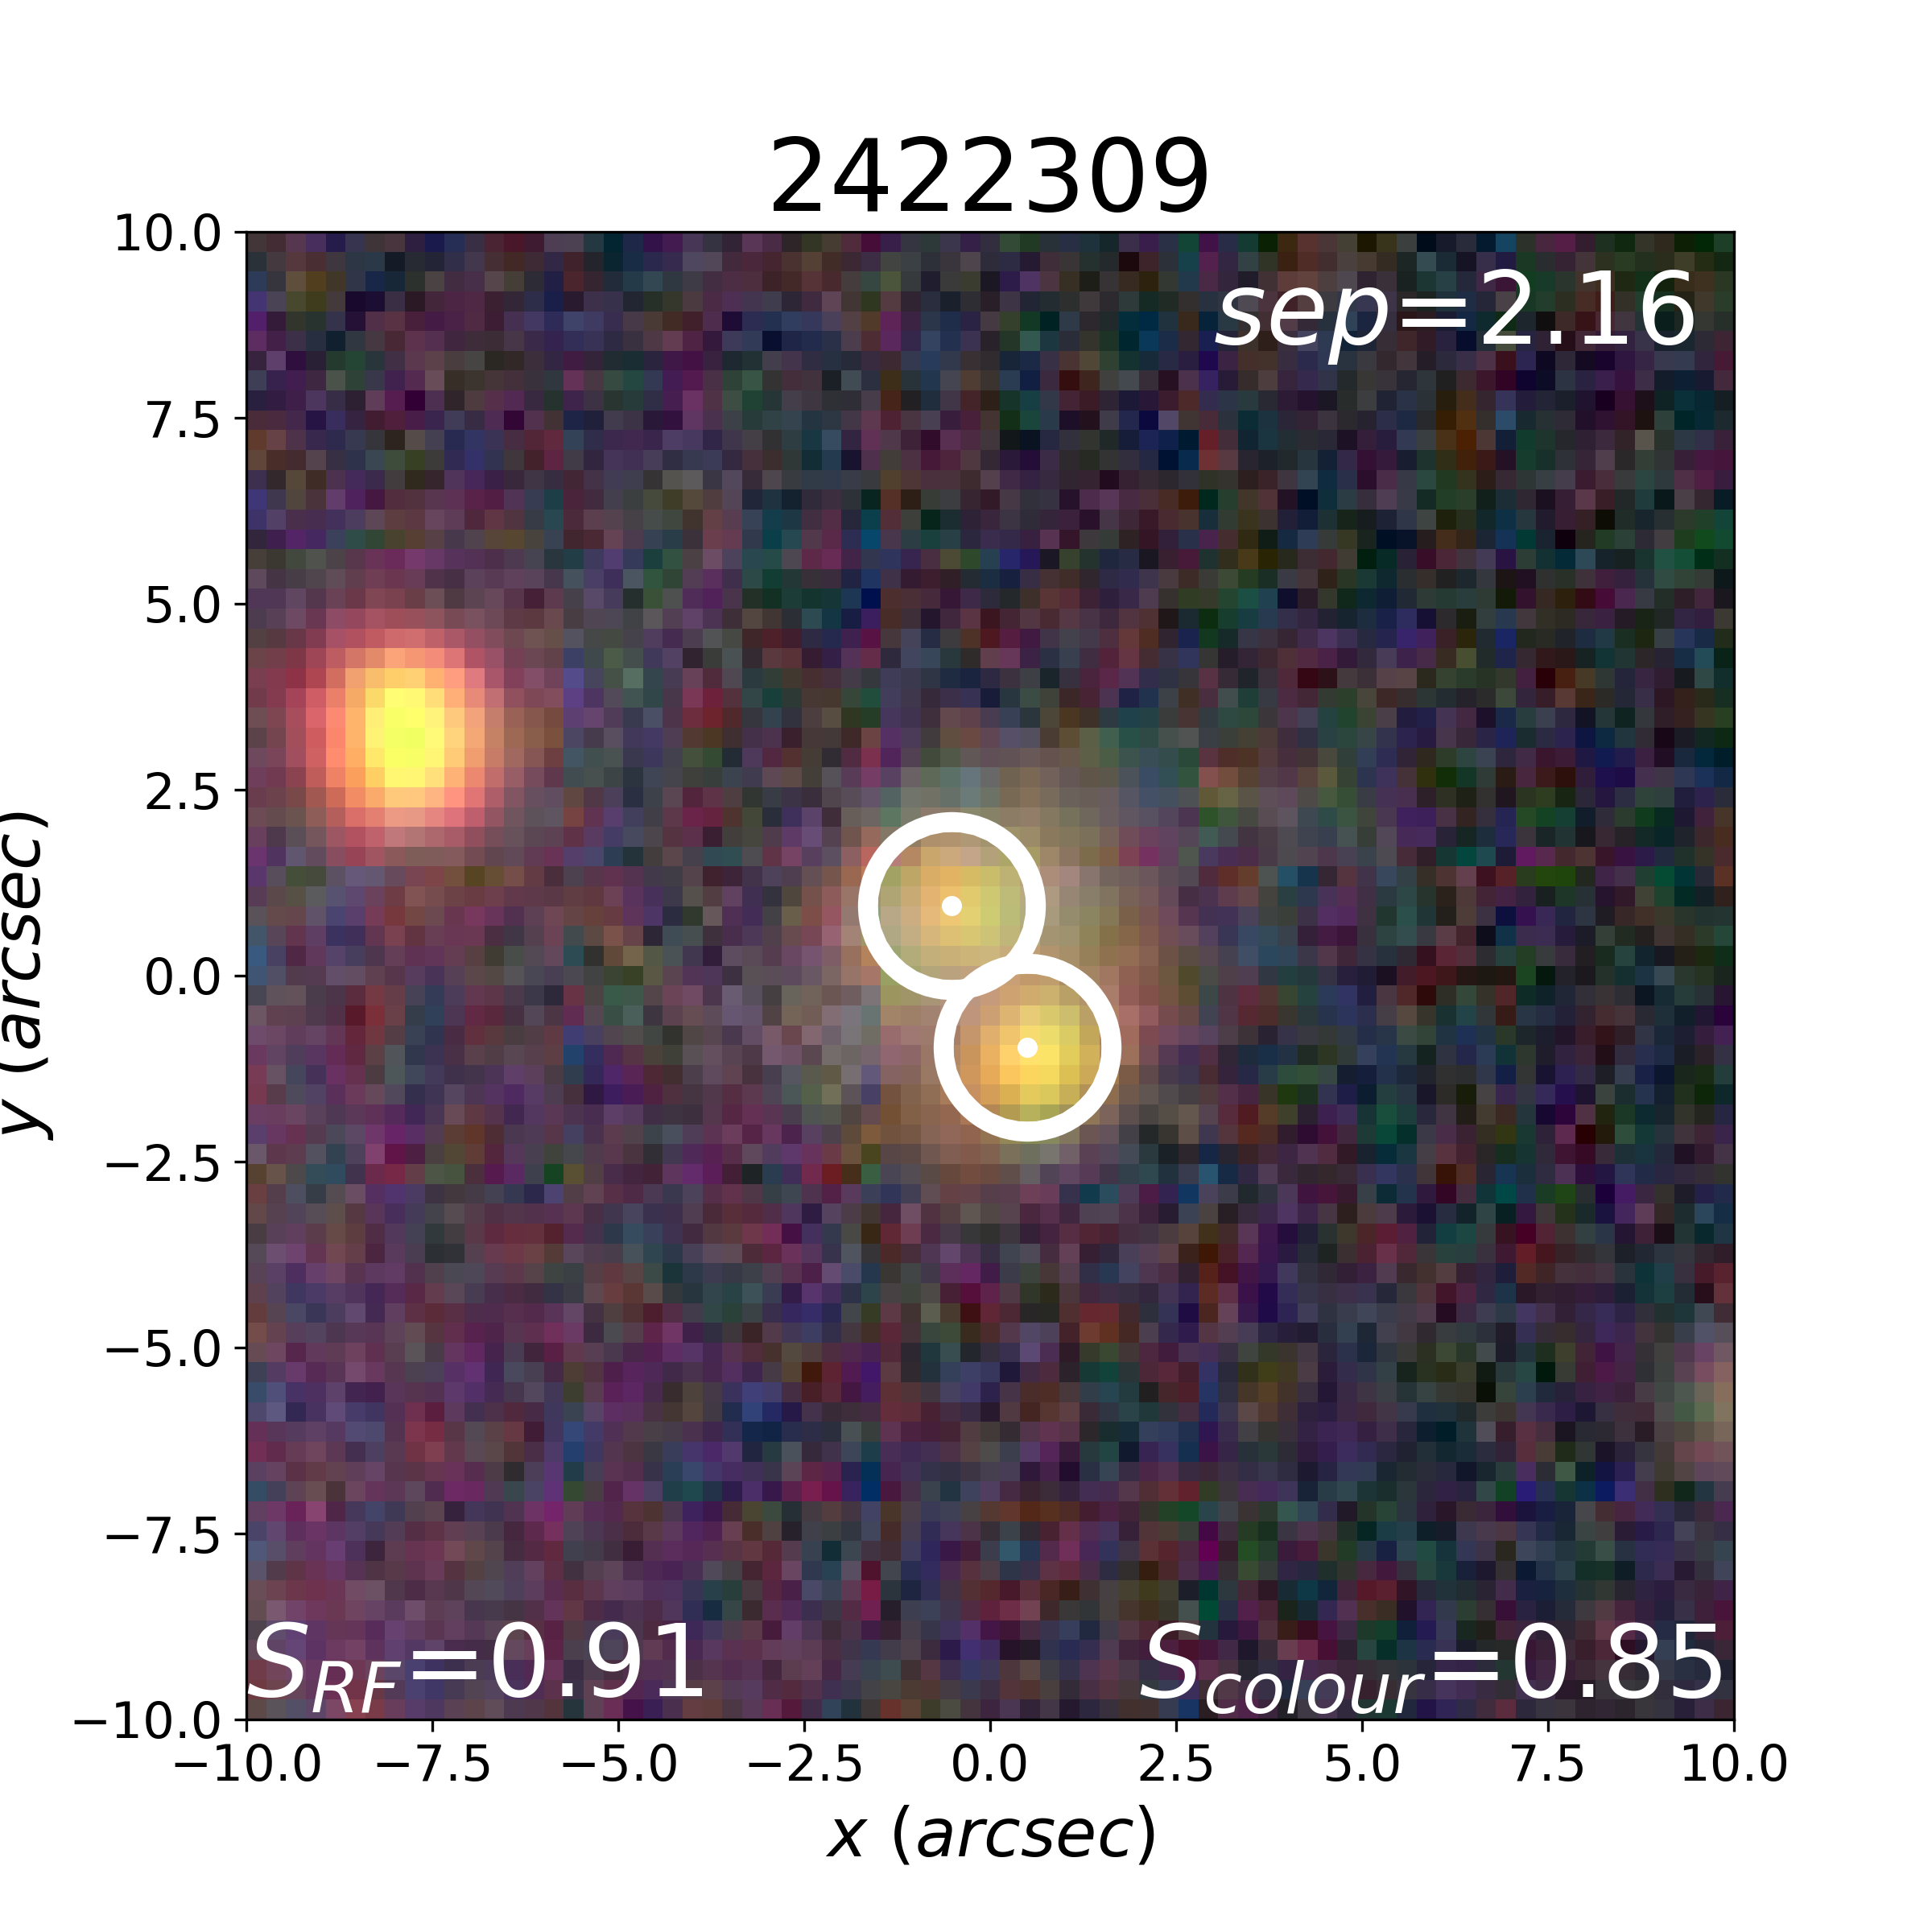 2422309
10.0
7.5
5.0
2.5
0.0
−2.5
−5.0
−7.5
−10.0
y (arcsec)
sep=2.16
S_RF=0.91
S_colour=0.85
−10.0 −7.5 −5.0 −2.5 0.0 2.5 5.0 7.5 10.0
x (arcsec)